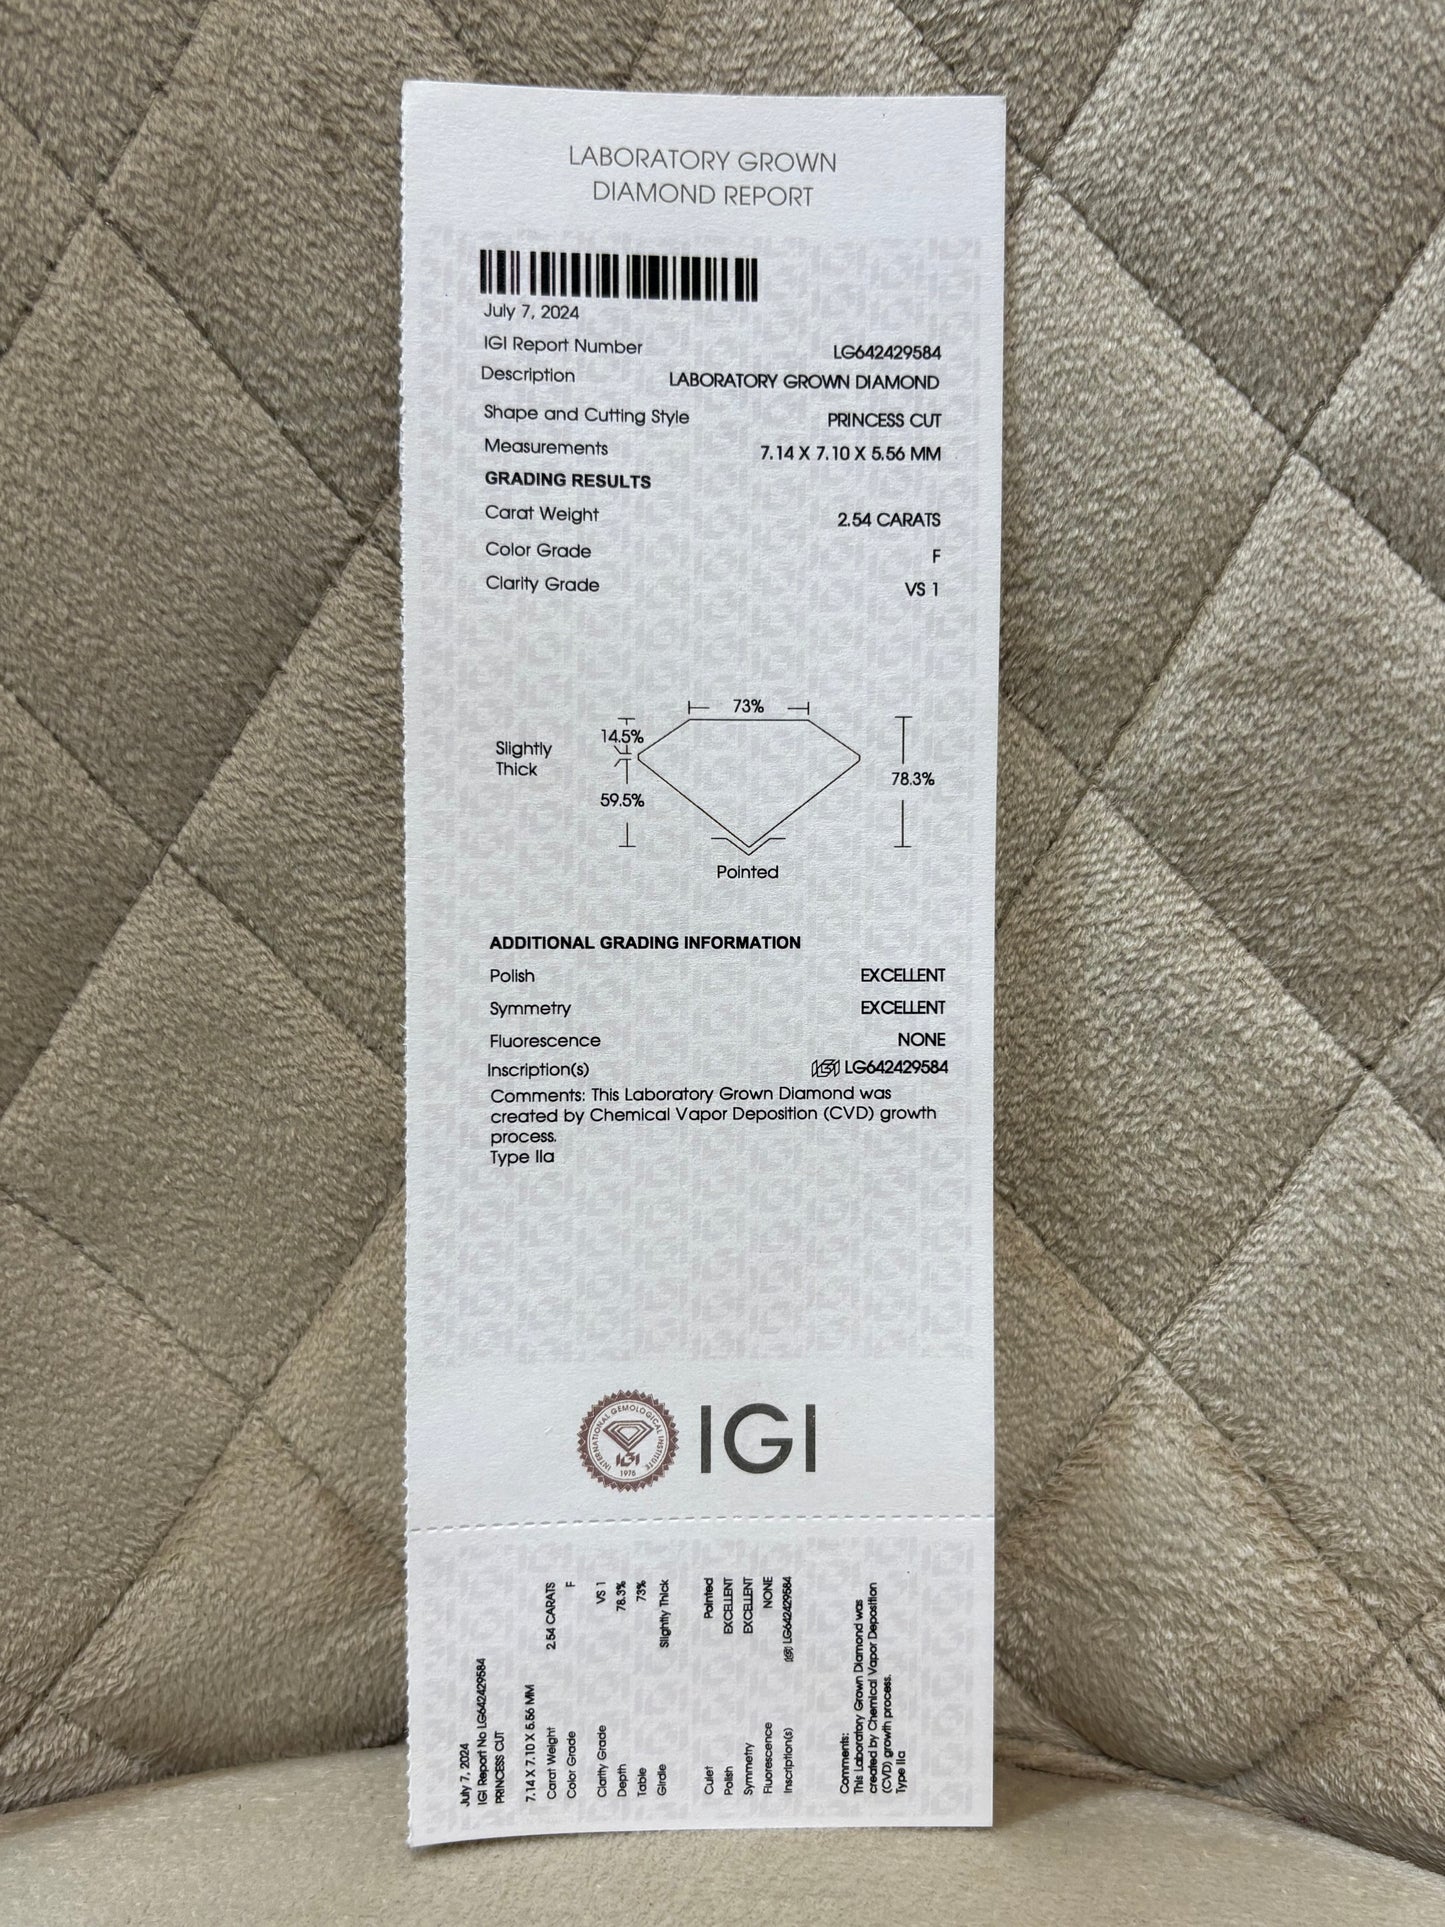 LABORATORY GROWN
DIAMOND REPORT
July 7, 2024
IGI Report Number LG642429584
Description LABORATORY GROWN DIAMOND
Shape and Cutting Style PRINCESS CUT
Measurements 7.14 X 7.10 X 5.56 MM
GRADING RESULTS
Carat Weight 2.54 CARATS
Color Grade F
Clarity Grade VS 1
73%
14.5%
Slightly
Thick
59.5%
78.3%
Pointed
ADDITIONAL GRADING INFORMATION
Polish EXCELLENT
Symmetry EXCELLENT
Fluorescence NONE
Inscription(s) IGI LG642429584
Comments: This Laboratory Grown Diamond was
created by Chemical Vapor Deposition (CVD) growth
process.
Type IIa
INTERNATIONAL GEMOLOGICAL INSTITUTE
IGI
1975
IGI
July 7, 2024
IGI Report No LG642429584
PRINCESS CUT
7.14 X 7.10 X 5.56 MM
Carat Weight 2.54 CARATS
Color Grade F
Clarity Grade VS 1
Depth 78.3%
Table 73%
Girdle Slightly Thick
Culet Pointed
Polish EXCELLENT
Symmetry EXCELLENT
Fluorescence NONE
Inscription(s) IGI LG642429584
Comments:
This Laboratory Grown Diamond was
created by Chemical Vapor Deposition
(CVD) growth process.
Type IIa